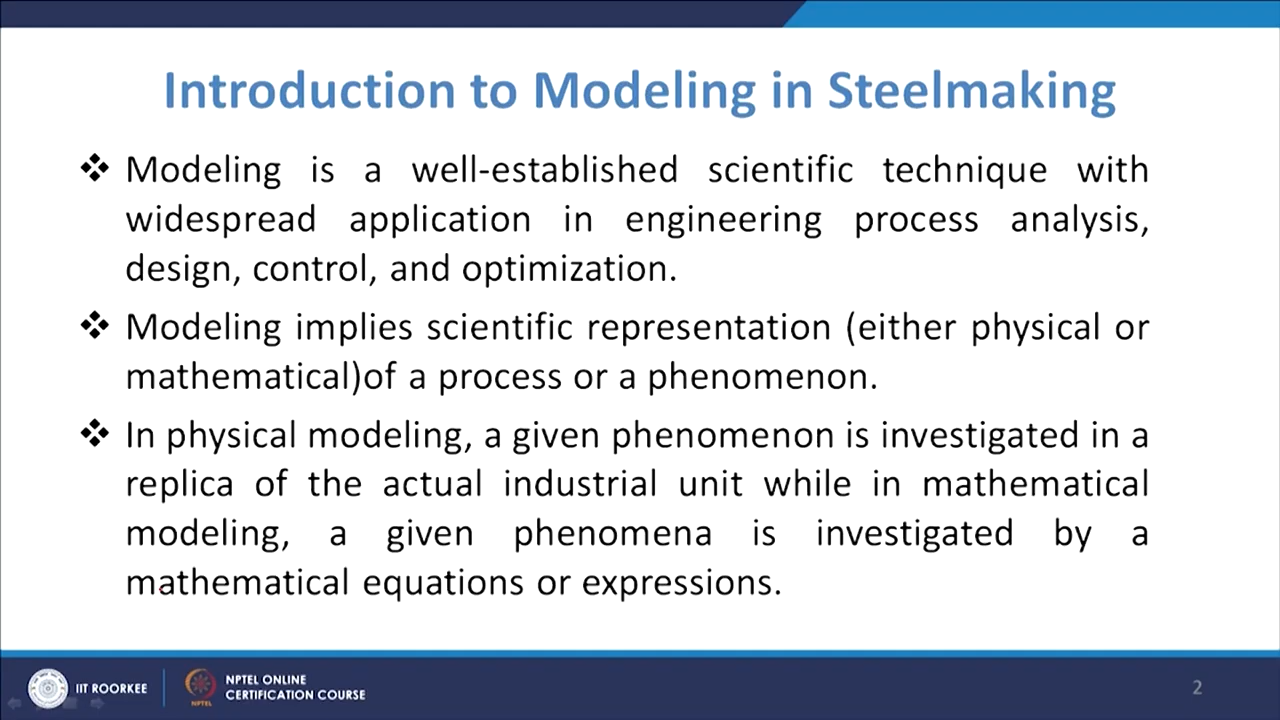 Introduction to Modeling in Steelmaking
❖ Modeling is a well-established scientific technique with
widespread application in engineering process analysis,
design, control, and optimization.
❖ Modeling implies scientific representation (either physical or
mathematical)of a process or a phenomenon.
❖ In physical modeling, a given phenomenon is investigated in a
replica of the actual industrial unit while in mathematical
modeling, a given phenomena is investigated by a
mathematical equations or expressions.
IIT ROORKEE
NPTEL
NPTEL ONLINE
CERTIFICATION COURSE
2